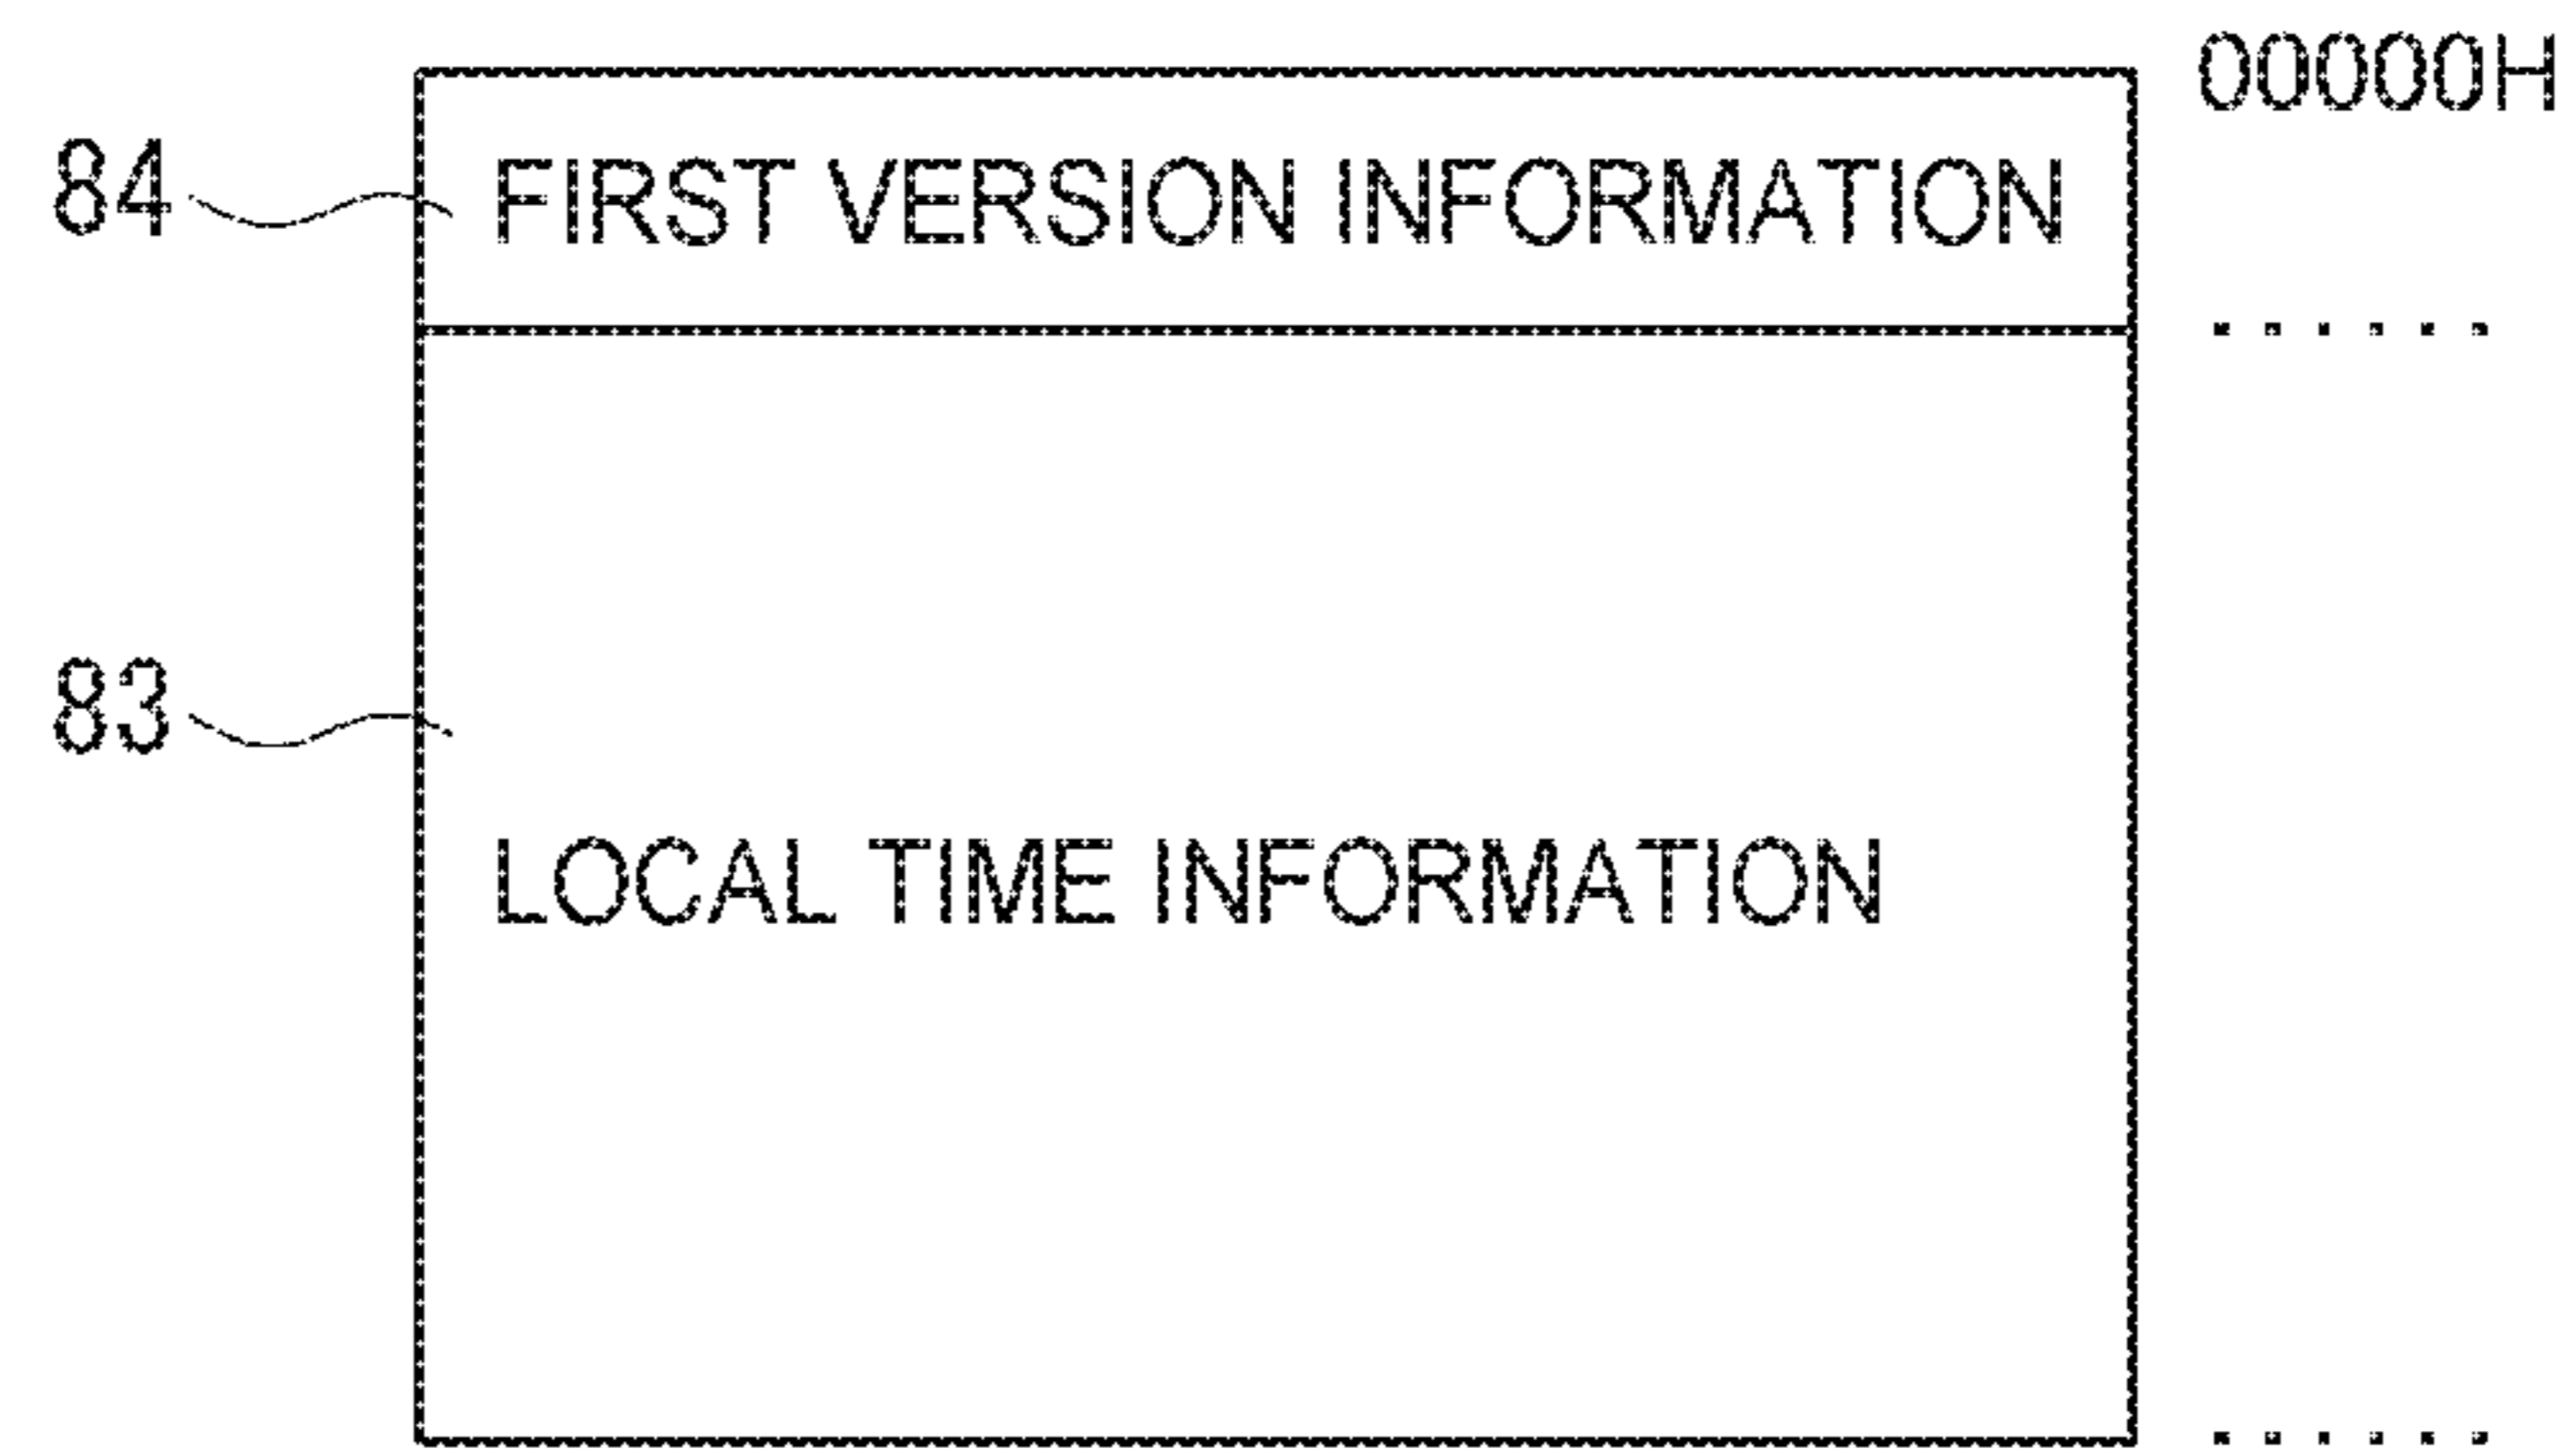 00000H
84 FIRST VERSION INFORMATION
......
83
LOCAL TIME INFORMATION
......